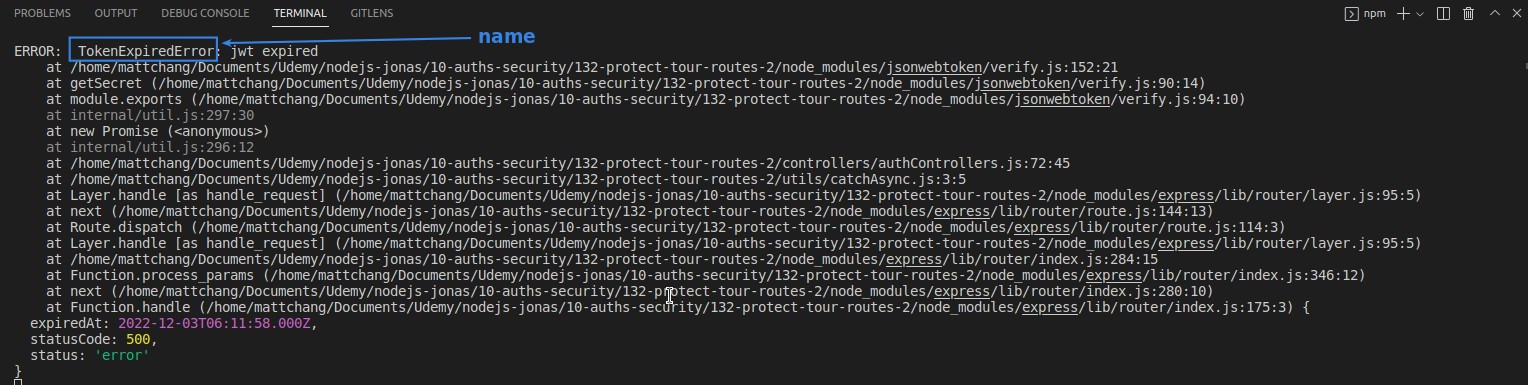 PROBLEMS OUTPUT DEBUG CONSOLE TERMINAL GITLENS npm
name
ERROR: TokenExpiredError: jwt expired
at /home/mattchang/Documents/Udemy/nodejs-jonas/10-auths-security/132-protect-tour-routes-2/node_modules/jsonwebtoken/verify.js:152:21
at getSecret (/home/mattchang/Documents/Udemy/nodejs-jonas/10-auths-security/132-protect-tour-routes-2/node_modules/jsonwebtoken/verify.js:90:14)
at module.exports (/home/mattchang/Documents/Udemy/nodejs-jonas/10-auths-security/132-protect-tour-routes-2/node_modules/jsonwebtoken/verify.js:94:10)
at internal/util.js:297:30
at new Promise (<anonymous>)
at internal/util.js:296:12
at /home/mattchang/Documents/Udemy/nodejs-jonas/10-auths-security/132-protect-tour-routes-2/controllers/authControllers.js:72:45
at /home/mattchang/Documents/Udemy/nodejs-jonas/10-auths-security/132-protect-tour-routes-2/utils/catchAsync.js:3:5
at Layer.handle [as handle_request] (/home/mattchang/Documents/Udemy/nodejs-jonas/10-auths-security/132-protect-tour-routes-2/node_modules/express/lib/router/layer.js:95:5)
at next (/home/mattchang/Documents/Udemy/nodejs-jonas/10-auths-security/132-protect-tour-routes-2/node_modules/express/lib/router/route.js:144:13)
at Route.dispatch (/home/mattchang/Documents/Udemy/nodejs-jonas/10-auths-security/132-protect-tour-routes-2/node_modules/express/lib/router/route.js:114:3)
at Layer.handle [as handle_request] (/home/mattchang/Documents/Udemy/nodejs-jonas/10-auths-security/132-protect-tour-routes-2/node_modules/express/lib/router/layer.js:95:5)
at /home/mattchang/Documents/Udemy/nodejs-jonas/10-auths-security/132-protect-tour-routes-2/node_modules/express/lib/router/index.js:284:15
at Function.process_params (/home/mattchang/Documents/Udemy/nodejs-jonas/10-auths-security/132-protect-tour-routes-2/node_modules/express/lib/router/index.js:346:12)
at next (/home/mattchang/Documents/Udemy/nodejs-jonas/10-auths-security/132-protect-tour-routes-2/node_modules/express/lib/router/index.js:280:10)
at Function.handle (/home/mattchang/Documents/Udemy/nodejs-jonas/10-auths-security/132-protect-tour-routes-2/node_modules/express/lib/router/index.js:175:3) {
expiredAt: 2022-12-03T06:11:58.000Z,
statusCode: 500,
status: 'error'
}